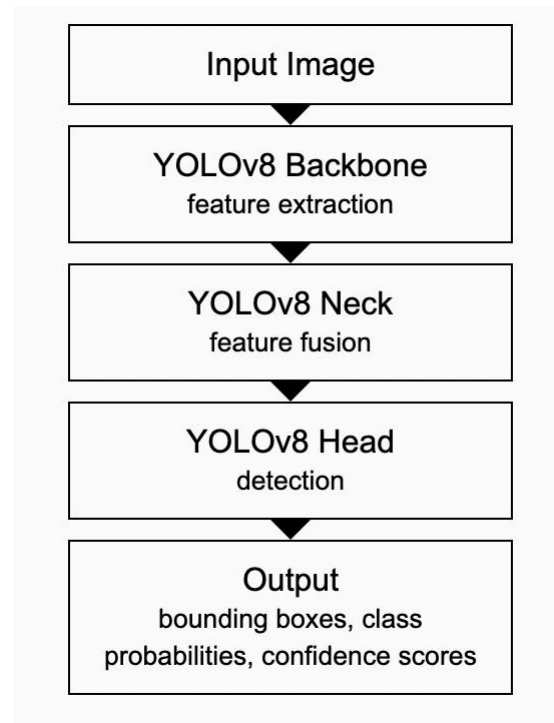 Input Image
YOLOv8 Backbone
feature extraction
YOLOv8 Neck
feature fusion
YOLOv8 Head
detection
Output
bounding boxes, class
probabilities, confidence scores